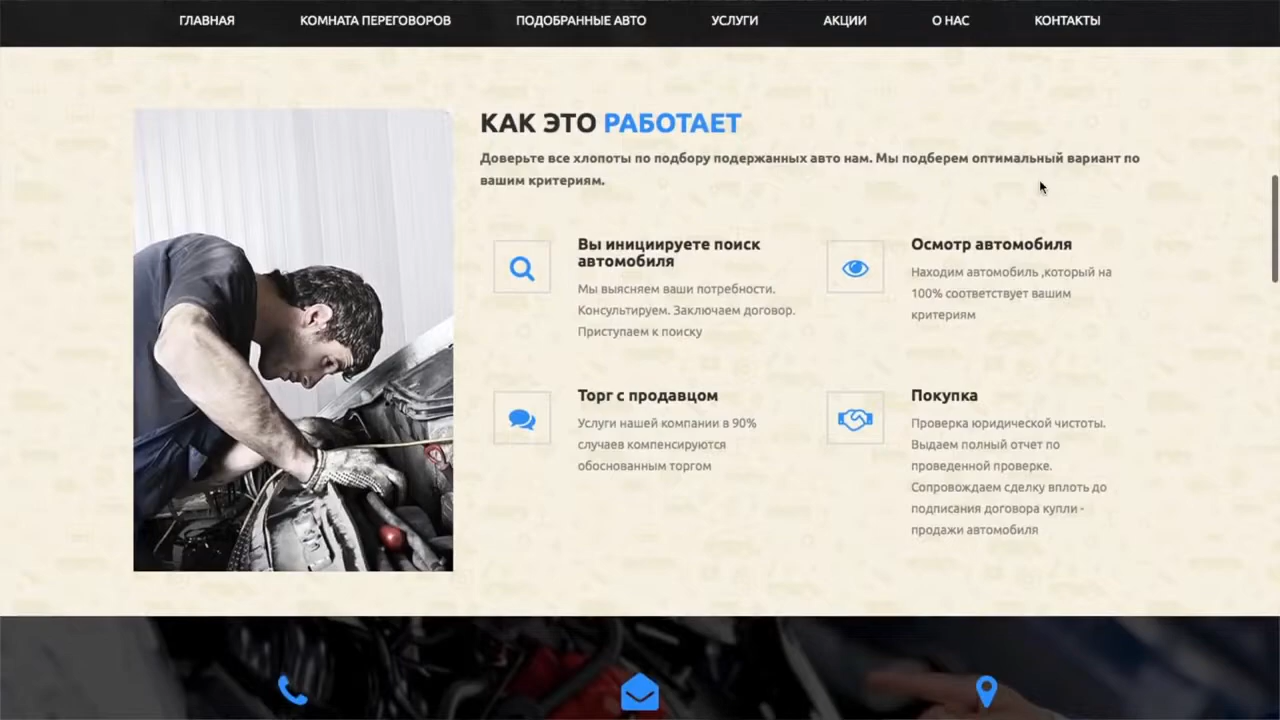 ГЛАВНАЯ КОМНАТА ПЕРЕГОВОРОВ ПОДОБРАННЫЕ АВТО УСЛУГИ АКЦИИ О НАС КОНТАКТЫ
КАК ЭТО РАБОТАЕТ
Доверьте все хлопоты по подбору подержанных авто нам. Мы подберем оптимальный вариант по
вашим критериям.
Вы инициируете поиск
автомобиля
Мы выясняем ваши потребности.
Консультируем. Заключаем договор.
Приступаем к поиску
Осмотр автомобиля
Находим автомобиль ,который на
100% соответствует вашим
критериям
Торг с продавцом
Услуги нашей компании в 90%
случаев компенсируются
обоснованным торгом
Покупка
Проверка юридической чистоты.
Выдаем полный отчет по
проведенной проверке.
Сопровождаем сделку вплоть до
подписания договора купли -
продажи автомобиля